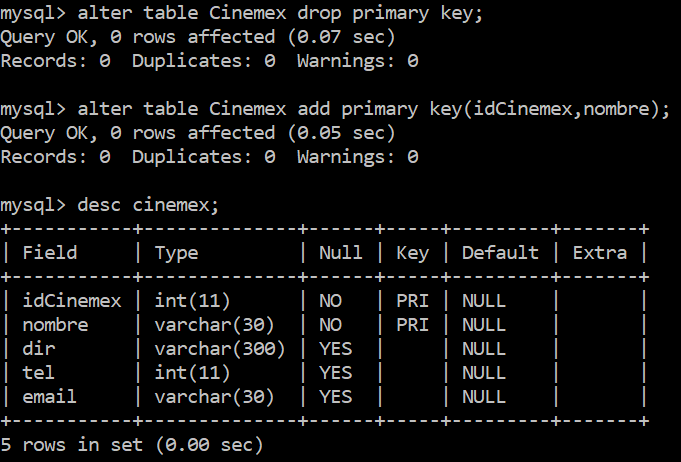 mysql> alter table Cinemex drop primary key;
Query OK, 0 rows affected (0.07 sec)
Records: 0  Duplicates: 0  Warnings: 0

mysql> alter table Cinemex add primary key(idCinemex,nombre);
Query OK, 0 rows affected (0.05 sec)
Records: 0  Duplicates: 0  Warnings: 0

mysql> desc cinemex;
+-----------+--------------+------+-----+---------+-------+
| Field     | Type         | Null | Key | Default | Extra |
+-----------+--------------+------+-----+---------+-------+
| idCinemex | int(11)      | NO   | PRI | NULL    |       |
| nombre    | varchar(30)  | NO   | PRI | NULL    |       |
| dir       | varchar(300) | YES  |     | NULL    |       |
| tel       | int(11)      | YES  |     | NULL    |       |
| email     | varchar(30)  | YES  |     | NULL    |       |
+-----------+--------------+------+-----+---------+-------+
5 rows in set (0.00 sec)